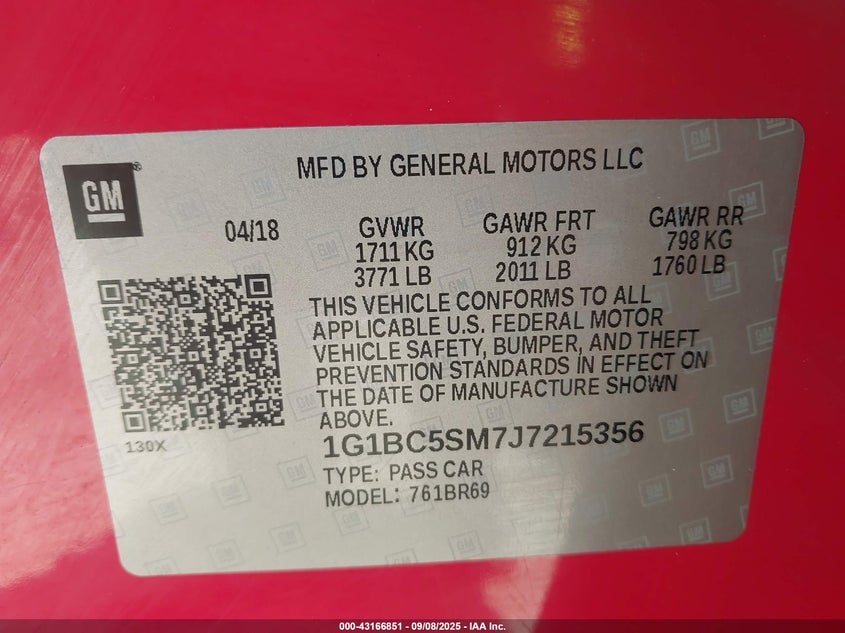 GM
MFD BY GENERAL MOTORS LLC
04/18
GVWR
1711 KG
3771 LB
GAWR FRT
912 KG
2011 LB
GAWR RR
798 KG
1760 LB
THIS VEHICLE CONFORMS TO ALL
APPLICABLE U.S. FEDERAL MOTOR
VEHICLE SAFETY, BUMPER, AND THEFT
PREVENTION STANDARDS IN EFFECT ON
THE DATE OF MANUFACTURE SHOWN
ABOVE.
130X
1G1BC5SM7J7215356
TYPE: PASS CAR
MODEL: 761BR69
000-43166851 - 09/08/2025 - IAA Inc.